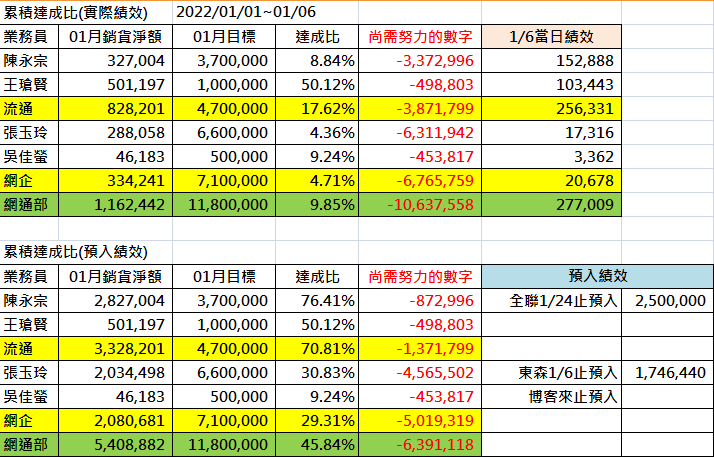 累積達成比(實際績效) 2022/01/01~01/06
業務員 01月銷貨淨額 01月目標 達成比 尚需努力的數字 1/6當日績效
陳永宗 327,004 3,700,000 8.84% -3,372,996 152,888
王瑲賢 501,197 1,000,000 50.12% -498,803 103,443
流通 828,201 4,700,000 17.62% -3,871,799 256,331
張玉玲 288,058 6,600,000 4.36% -6,311,942 17,316
吳佳螢 46,183 500,000 9.24% -453,817 3,362
網企 334,241 7,100,000 4.71% -6,765,759 20,678
網通部 1,162,442 11,800,000 9.85% -10,637,558 277,009
累積達成比(預入績效)
業務員 01月銷貨淨額 01月目標 達成比 尚需努力的數字 預入績效
陳永宗 2,827,004 3,700,000 76.41% -872,996 全聯1/24止預入 2,500,000
王瑲賢 501,197 1,000,000 50.12% -498,803
流通 3,328,201 4,700,000 70.81% -1,371,799
張玉玲 2,034,498 6,600,000 30.83% -4,565,502 東森1/6止預入 1,746,440
吳佳螢 46,183 500,000 9.24% -453,817 博客來止預入
網企 2,080,681 7,100,000 29.31% -5,019,319
網通部 5,408,882 11,800,000 45.84% -6,391,118